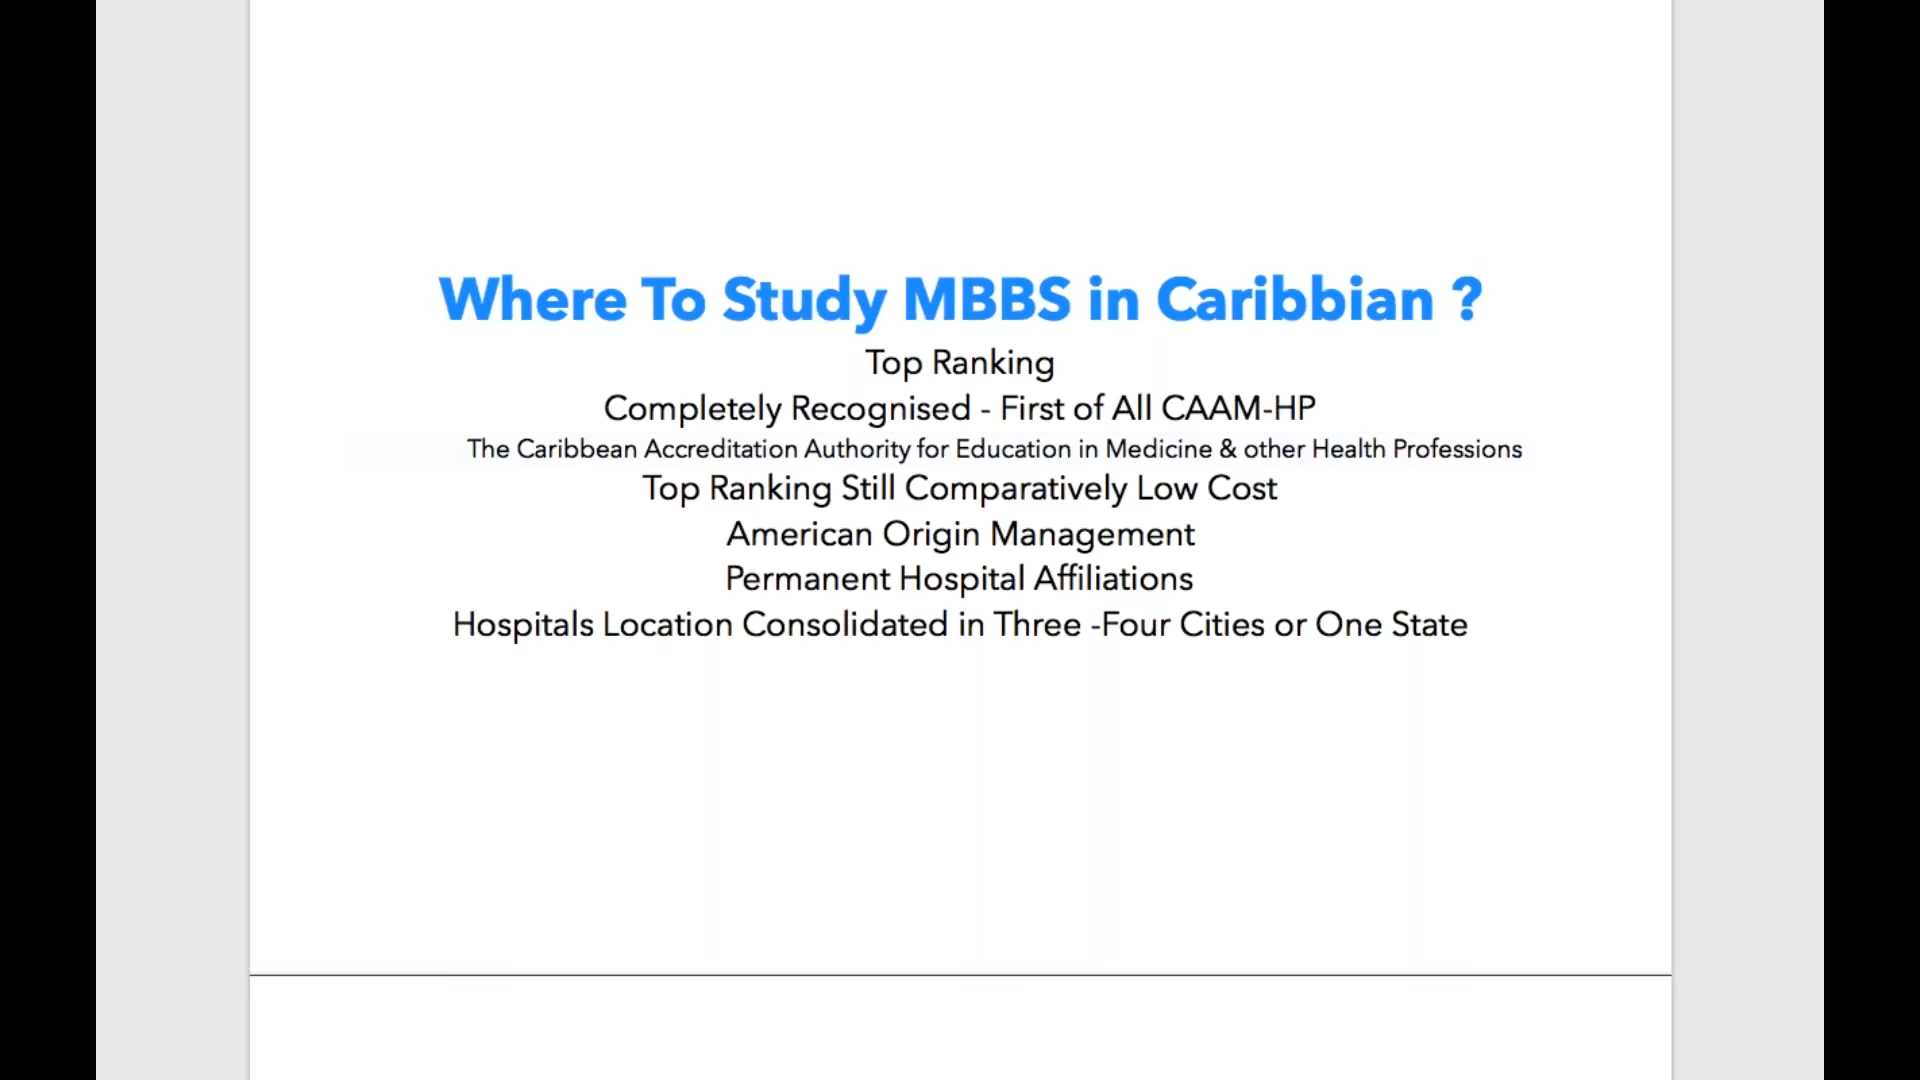 Where To Study MBBS in Caribbian ?
Top Ranking
Completely Recognised - First of All CAAM-HP
The Caribbean Accreditation Authority for Education in Medicine & other Health Professions
Top Ranking Still Comparatively Low Cost
American Origin Management
Permanent Hospital Affiliations
Hospitals Location Consolidated in Three -Four Cities or One State